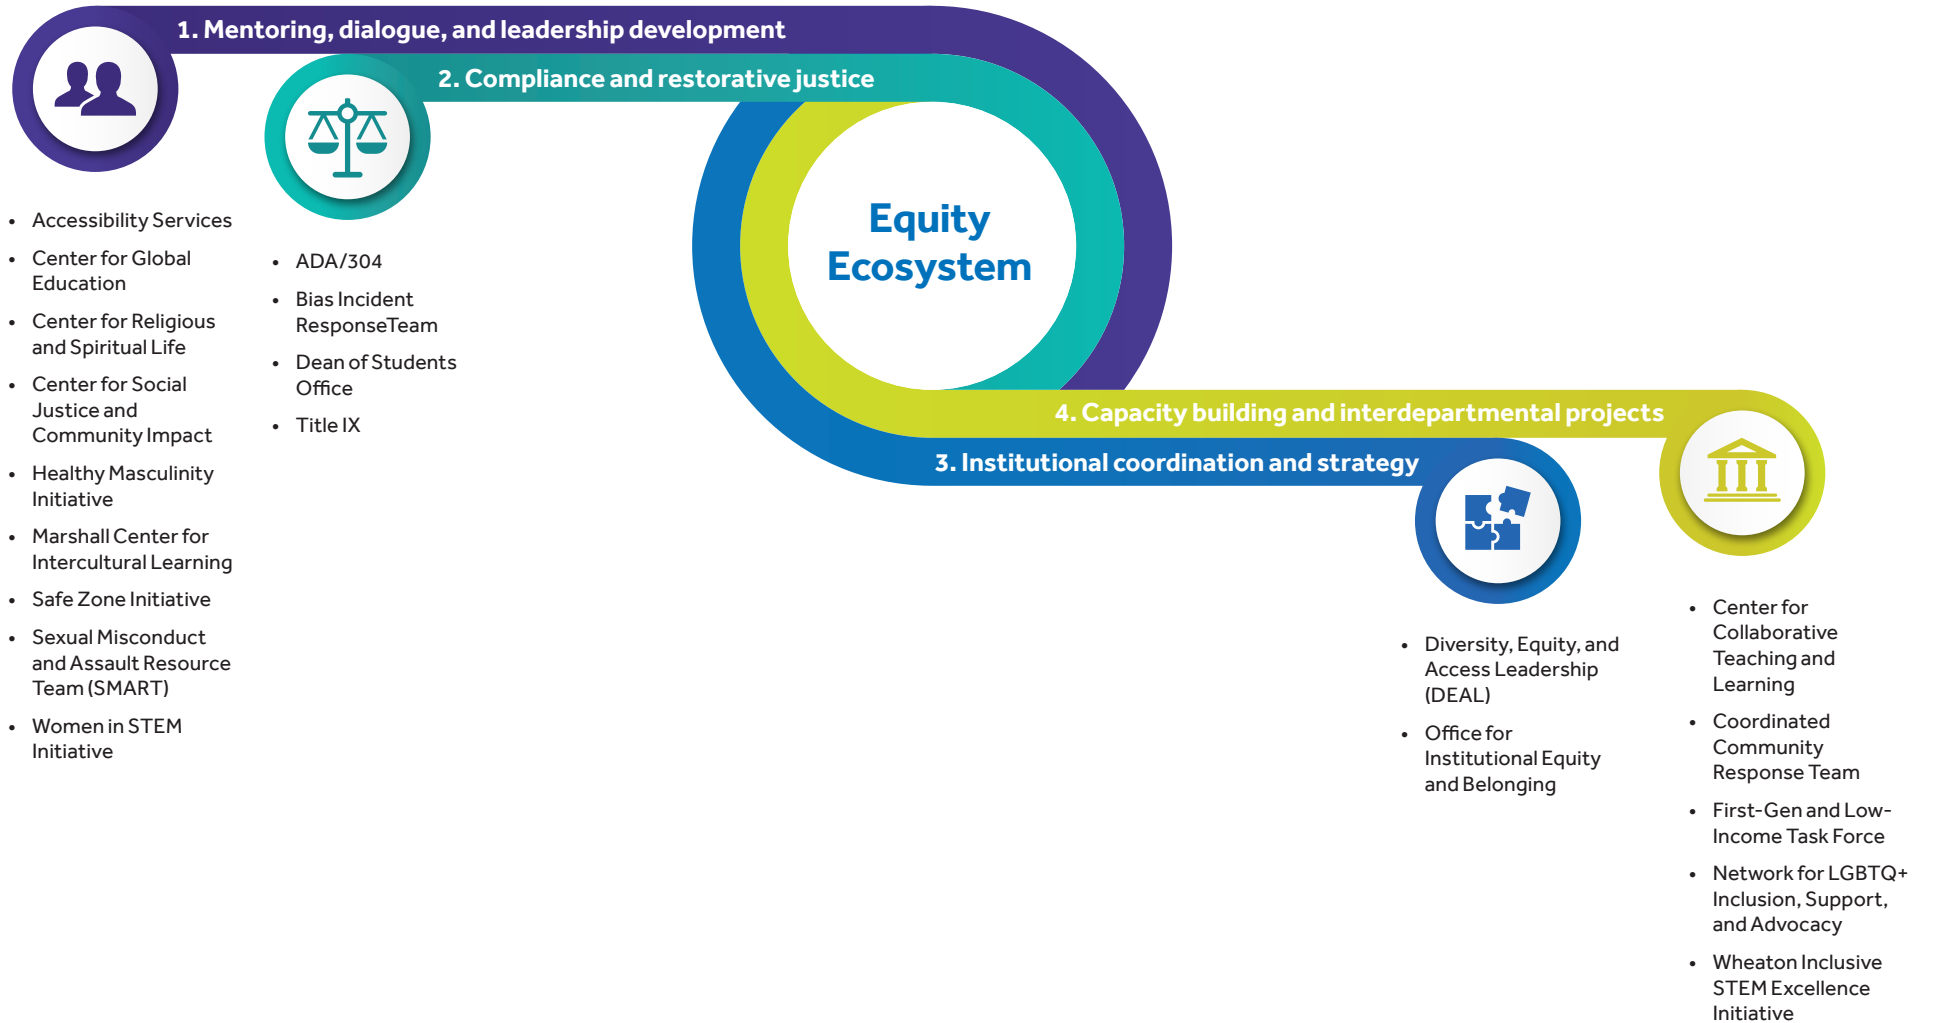 1. Mentoring, dialogue, and leadership development
2. Compliance and restorative justice
Equity
Ecosystem
4. Capacity building and interdepartmental projects
3. Institutional coordination and strategy
• Accessibility Services
• Center for Global
Education
• Center for Religious
and Spiritual Life
• Center for Social
Justice and
Community Impact
• Healthy Masculinity
Initiative
• Marshall Center for
Intercultural Learning
• Safe Zone Initiative
• Sexual Misconduct
and Assault Resource
Team (SMART)
• Women in STEM
Initiative
• ADA/304
• Bias Incident
ResponseTeam
• Dean of Students
Office
• Title IX
• Diversity, Equity, and
Access Leadership
(DEAL)
• Office for
Institutional Equity
and Belonging
• Center for
Collaborative
Teaching and
Learning
• Coordinated
Community
Response Team
• First-Gen and Low-
Income Task Force
• Network for LGBTQ+
Inclusion, Support,
and Advocacy
• Wheaton Inclusive
STEM Excellence
Initiative